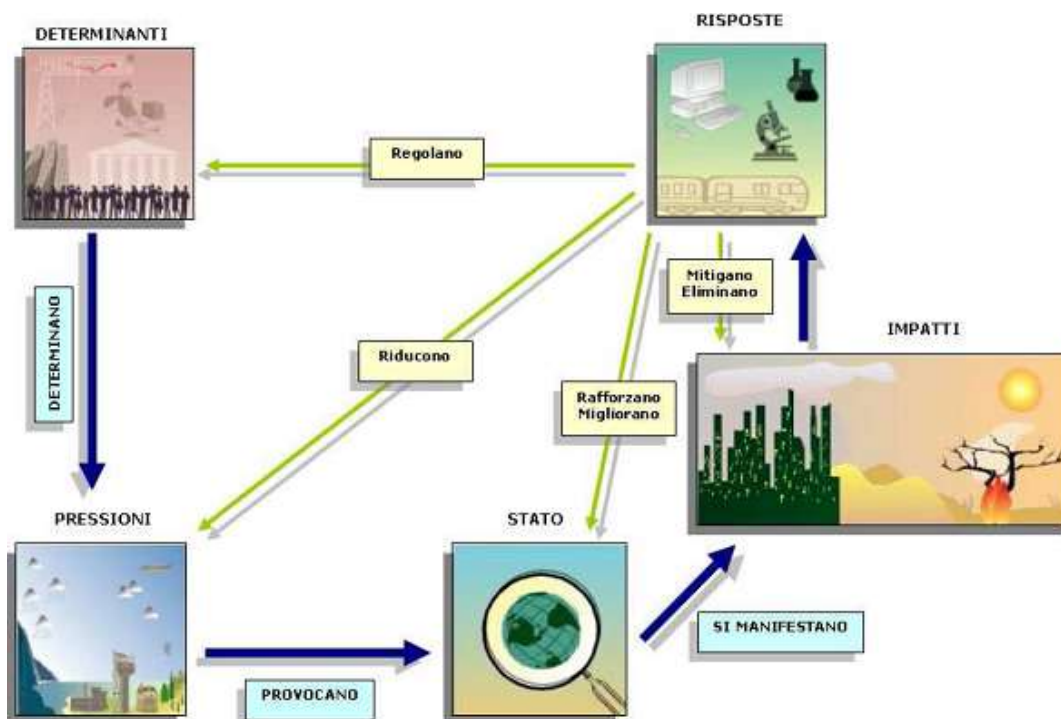 RISPOSTE
DETERMINANTI
Regolano
Mitigano
Eliminano
DETERMINANO
IMPATTI
Riducono
Rafforzano
Migliorano
PRESSIONI
STATO
SI MANIFESTANO
PROVOCANO